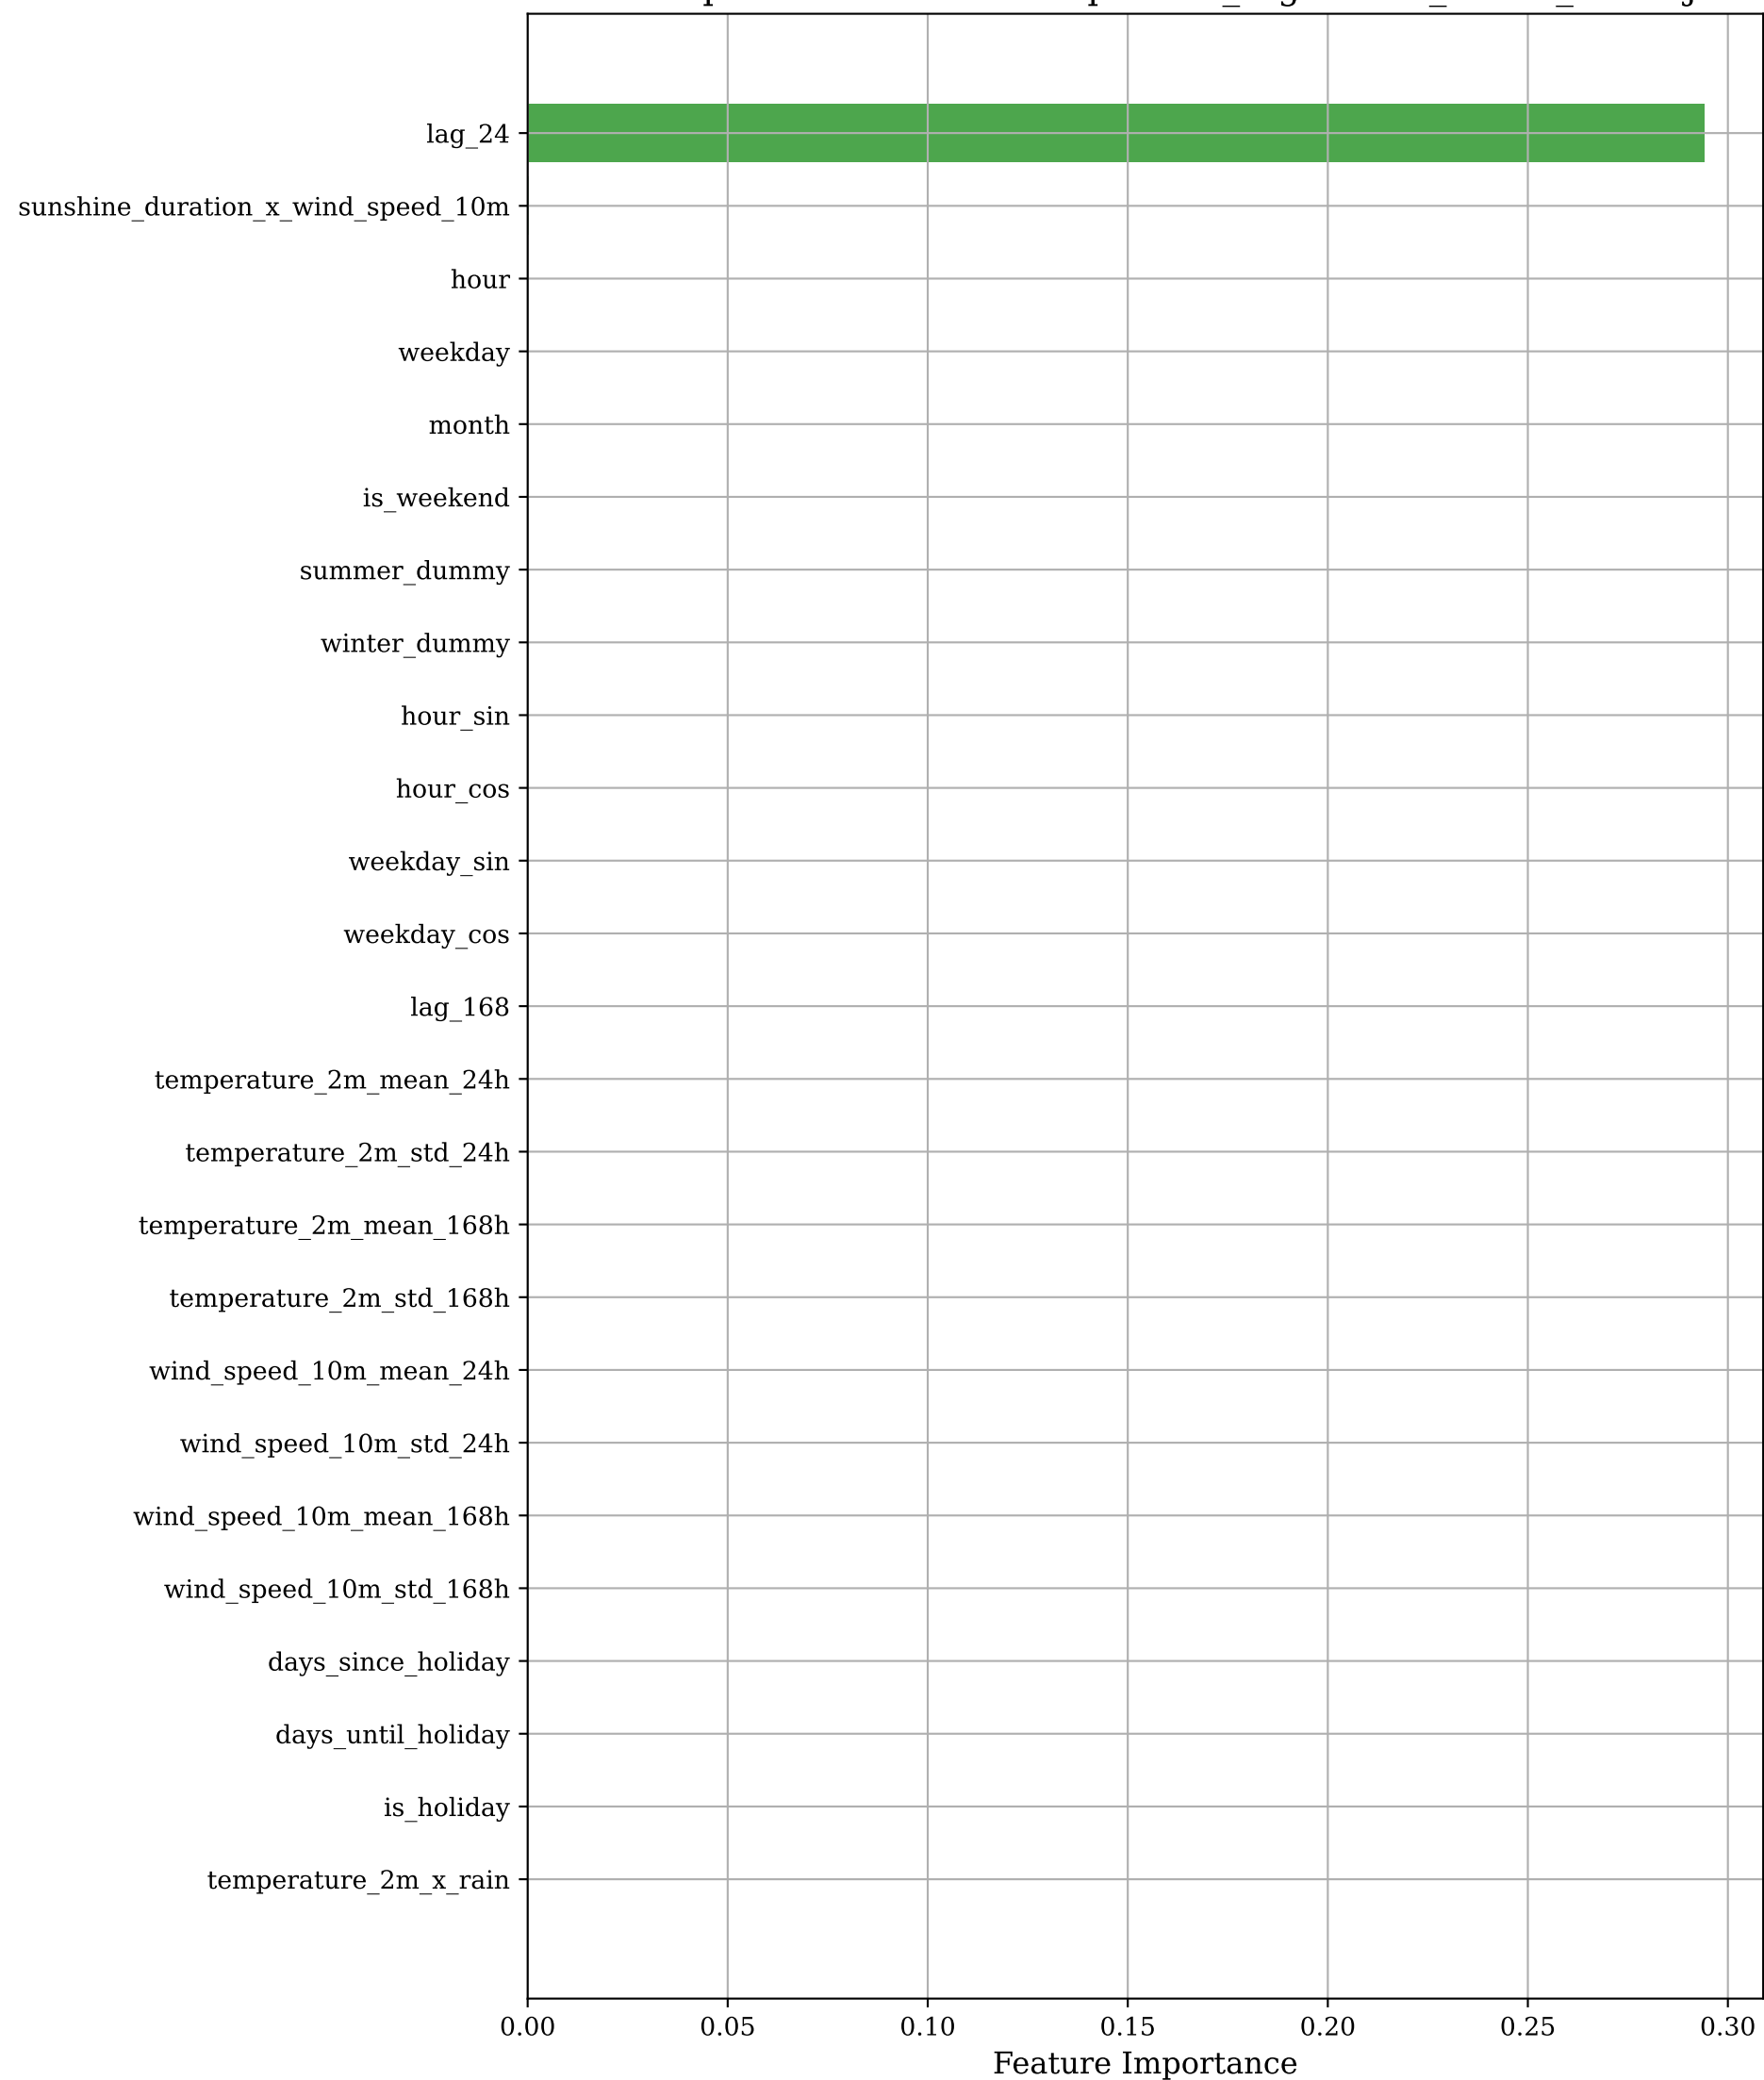 lag_24
sunshine_duration_x_wind_speed_10m
hour
weekday
month
is_weekend
summer_dummy
winter_dummy
hour_sin
hour_cos
weekday_sin
weekday_cos
lag_168
temperature_2m_mean_24h
temperature_2m_std_24h
temperature_2m_mean_168h
temperature_2m_std_168h
wind_speed_10m_mean_24h
wind_speed_10m_std_24h
wind_speed_10m_mean_168h
wind_speed_10m_std_168h
days_since_holiday
days_until_holiday
is_holiday
temperature_2m_x_rain
0.00 0.05 0.10 0.15 0.20 0.25 0.30
Feature Importance